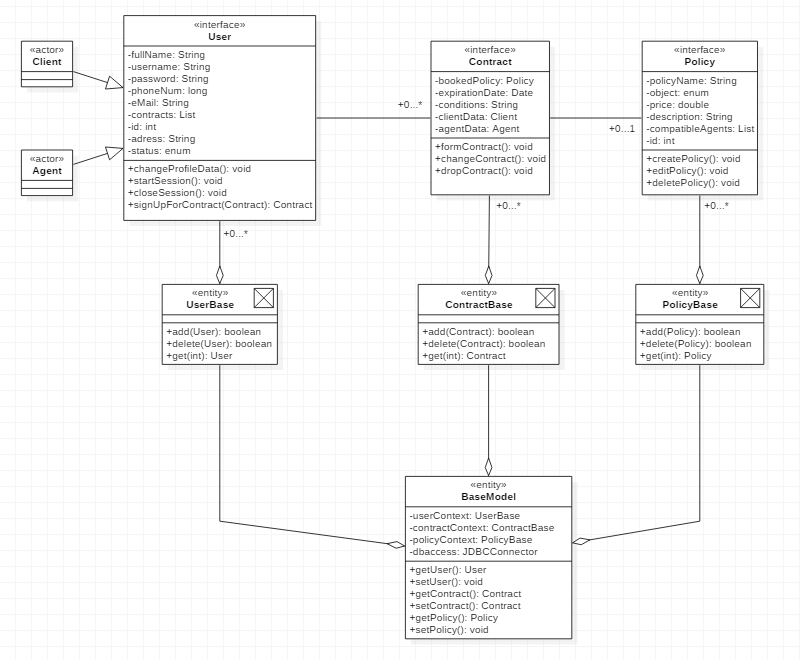 «actor»
Client
«actor»
Agent
«interface»
User
-fullName: String
-username: String
-password: String
-phoneNum: long
-eMail: String
-contracts: List
-id: int
-adress: String
-status: enum
+changeProfileData(): void
+startSession(): void
+closeSession(): void
+signUpForContract(Contract): Contract
+0...*
«interface»
Contract
-bookedPolicy: Policy
-expirationDate: Date
-conditions: String
-clientData: Client
-agentData: Agent
+formContract(): void
+changeContract(): void
+dropContract(): void
+0...1
«interface»
Policy
-policyName: String
-object: enum
-price: double
-description: String
-compatibleAgents: List
-id: int
+createPolicy(): void
+editPolicy(): void
+deletePolicy(): void
+0...*
+0...*
+0...*
«entity»
UserBase
+add(User): boolean
+delete(User): boolean
+get(int): User
«entity»
ContractBase
+add(Contract): boolean
+delete(Contract): boolean
+get(int): Contract
«entity»
PolicyBase
+add(Policy): boolean
+delete(Policy): boolean
+get(int): Policy
«entity»
BaseModel
-userContext: UserBase
-contractContext: ContractBase
-policyContext: PolicyBase
-dbaccess: JDBCConnector
+getUser(): User
+setUser(): void
+getContract(): Contract
+setContract(): Contract
+getPolicy(): Policy
+setPolicy(): void